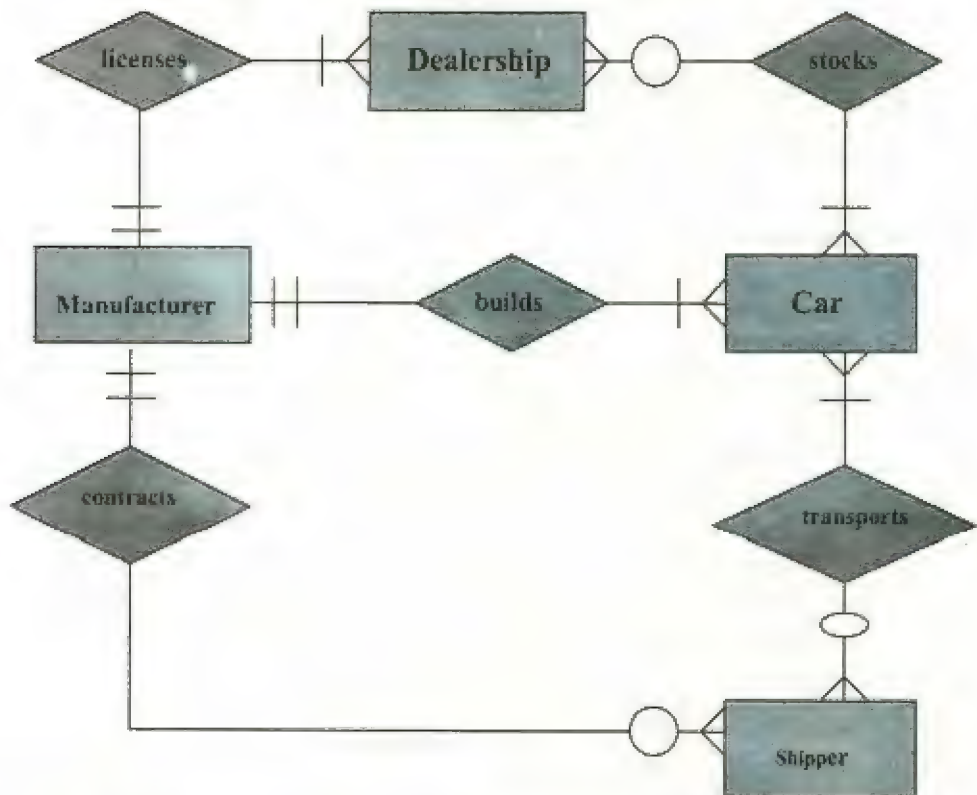 licenses
Dealership
stocks
Manufacturer
builds
Car
contracts
transports
Shipper